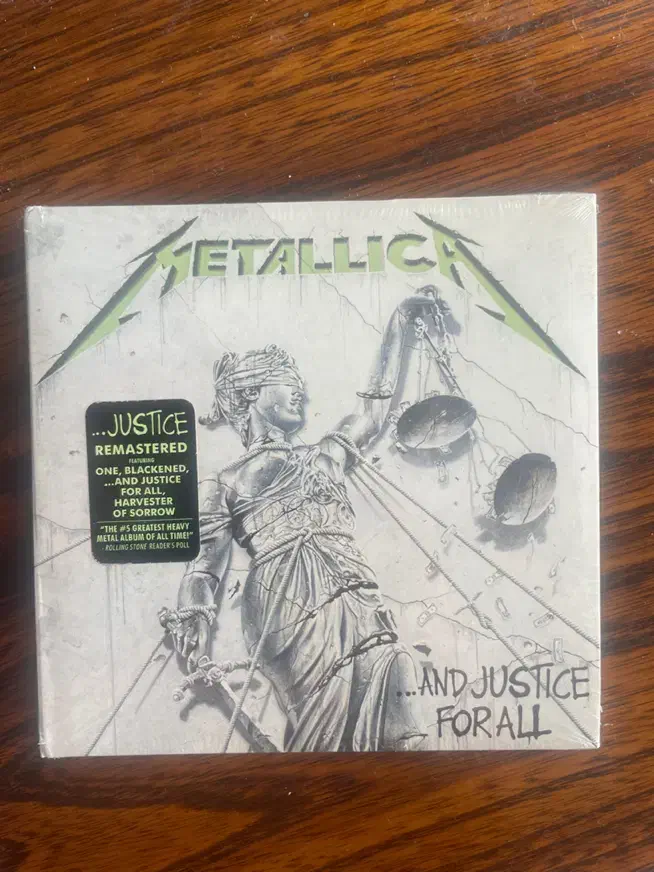 METALLICA
...JUSTICE
REMASTERED
FEATURING
ONE, BLACKENED,
...AND JUSTICE
FOR ALL,
HARVESTER
OF SORROW
"THE #5 GREATEST HEAVY
METAL ALBUM OF ALL TIME!"
- ROLLING STONE READER'S POLL
...AND JUSTICE
FOR ALL